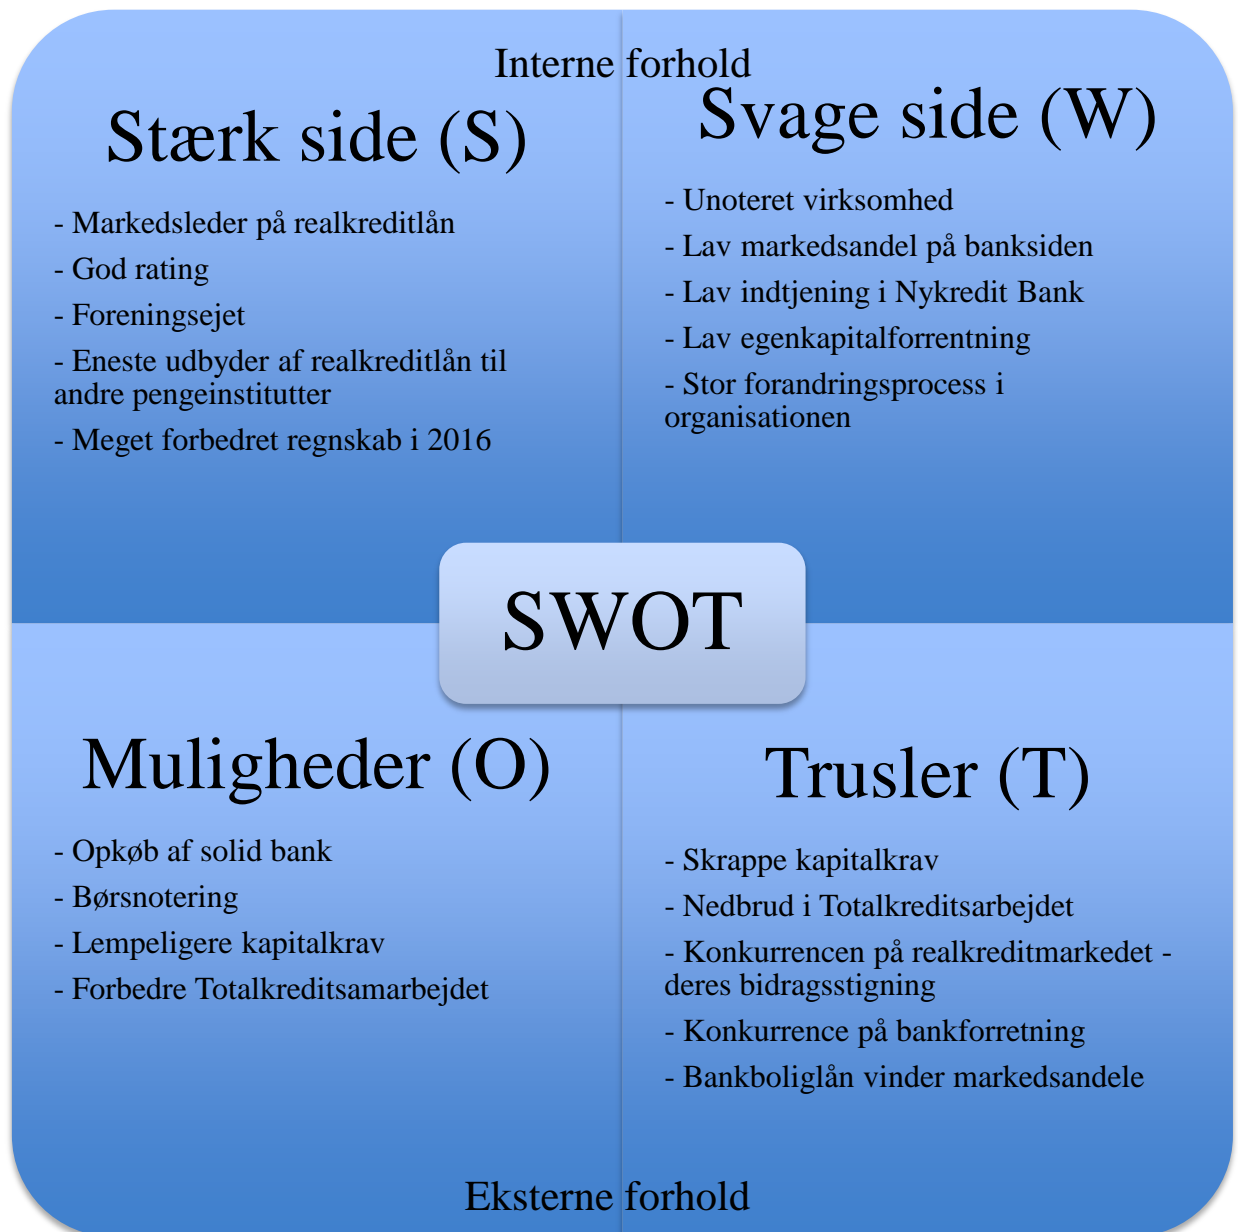 Interne forhold
Stærk side (S)
- Markedsleder på realkreditlån
- God rating
- Foreningsejet
- Eneste udbyder af realkreditlån til
andre pengeinstitutter
- Meget forbedret regnskab i 2016
Svage side (W)
- Unoteret virksomhed
- Lav markedsandel på banksiden
- Lav indtjening i Nykredit Bank
- Lav egenkapitalforrentning
- Stor forandringsprocess i
organisationen
SWOT
Muligheder (O)
- Opkøb af solid bank
- Børsnotering
- Lempeligere kapitalkrav
- Forbedre Totalkreditsamarbejdet
Trusler (T)
- Skrappe kapitalkrav
- Nedbrud i Totalkreditsarbejdet
- Konkurrencen på realkreditmarkedet -
deres bidragsstigning
- Konkurrence på bankforretning
- Bankboliglån vinder markedsandele
Eksterne forhold